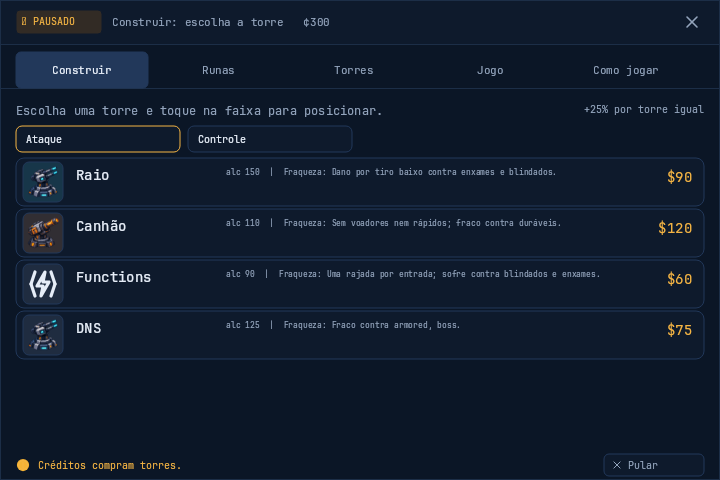 PAUSADO Construir: escolha a torre $300
Construir Runas Torres Jogo Como jogar
Escolha uma torre e toque na faixa para posicionar. +25% por torre igual
Ataque Controle
Raio alc 150 | Fraqueza: Dano por tiro baixo contra enxames e blindados. $90
Canhão alc 110 | Fraqueza: Sem voadores nem rápidos; fraco contra duráveis. $120
Functions alc 90 | Fraqueza: Uma rajada por entrada; sofre contra blindados e enxames. $60
DNS alc 125 | Fraqueza: Fraco contra armored, boss. $75
Créditos compram torres. Pular